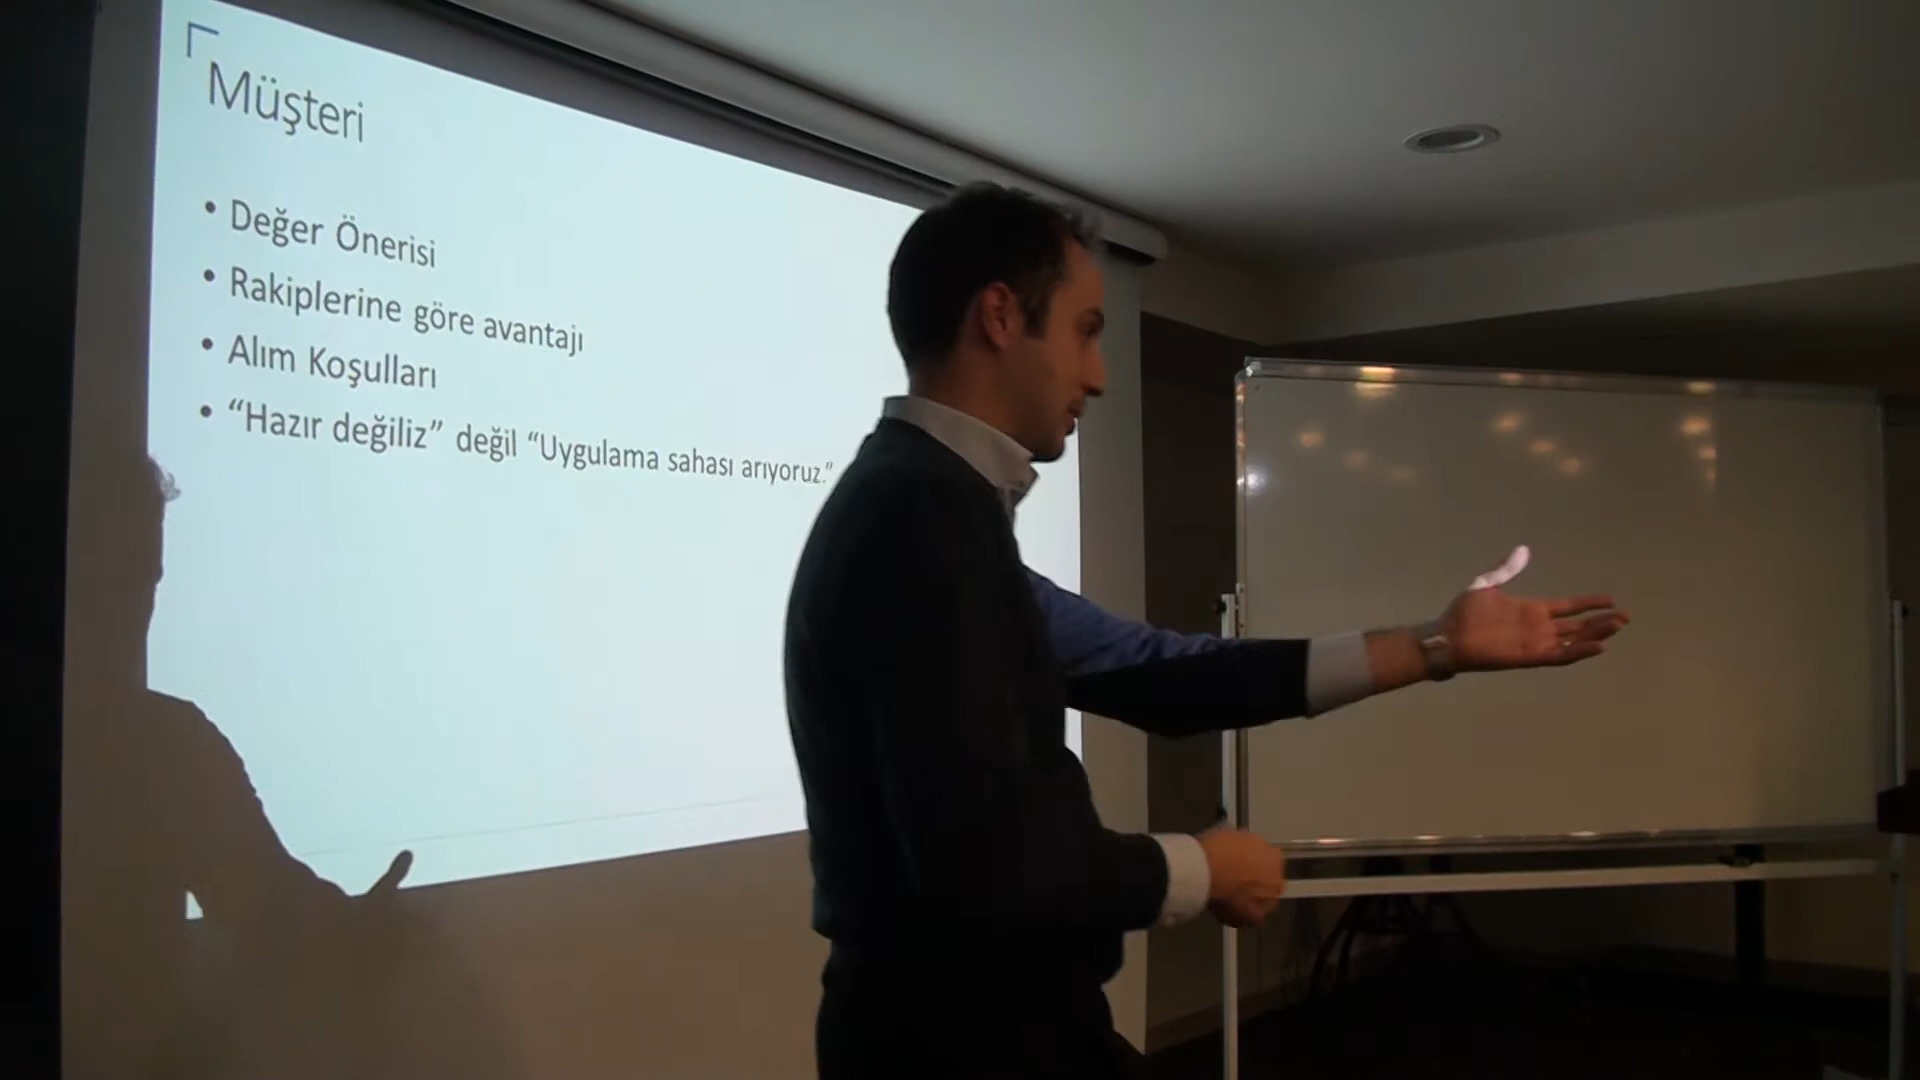 Müşteri
• Değer Önerisi
• Rakiplerine göre avantajı
• Alım Koşulları
• “Hazır değiliz” değil “Uygulama sahası arıyoruz.”